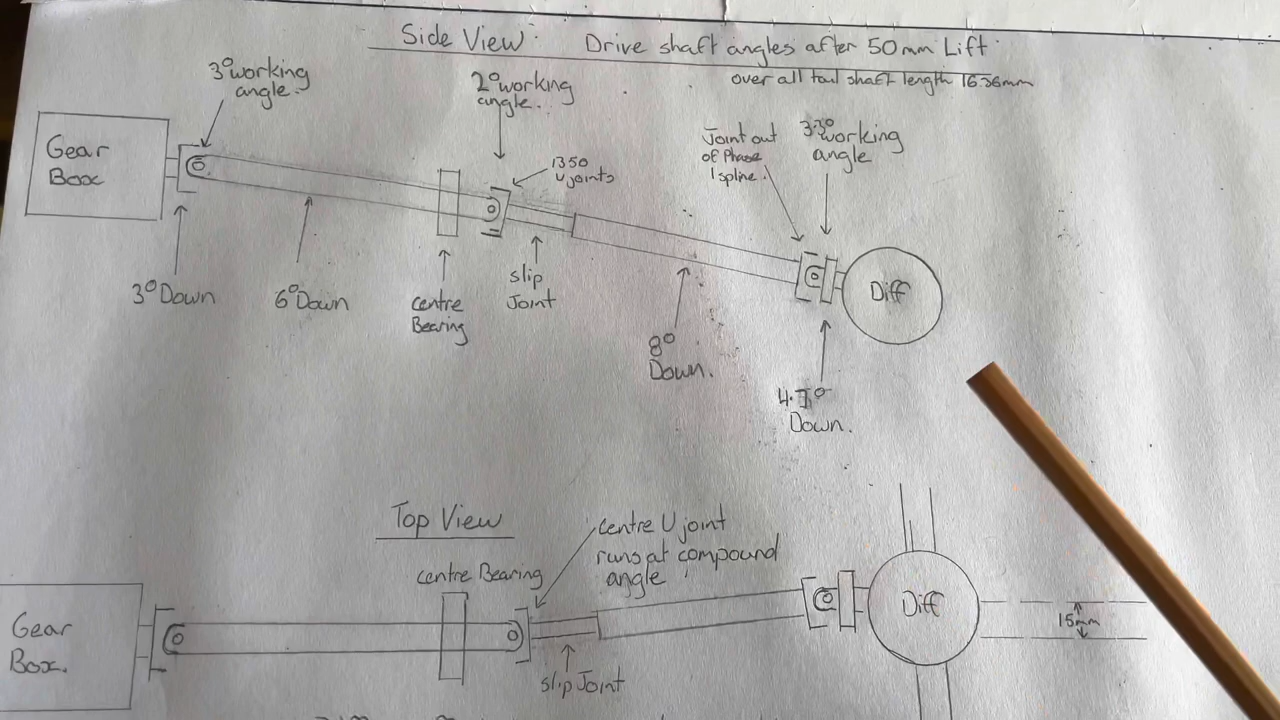 Side View: Drive shaft angles after 50mm Lift
over all tail shaft length 1636mm
3° working
angle.
2° working
angle..
Joint out
of Phase
1 spline.
3.3° working
angle
Gear
Box
1350
U joints
3° Down
6° Down
centre
Bearing
slip
Joint
Diff
8°
Down.
Down.
Top View
centre U joint
runs at compound
angle
centre Bearing
Gear
Box.
Diff
15mm
slip Joint